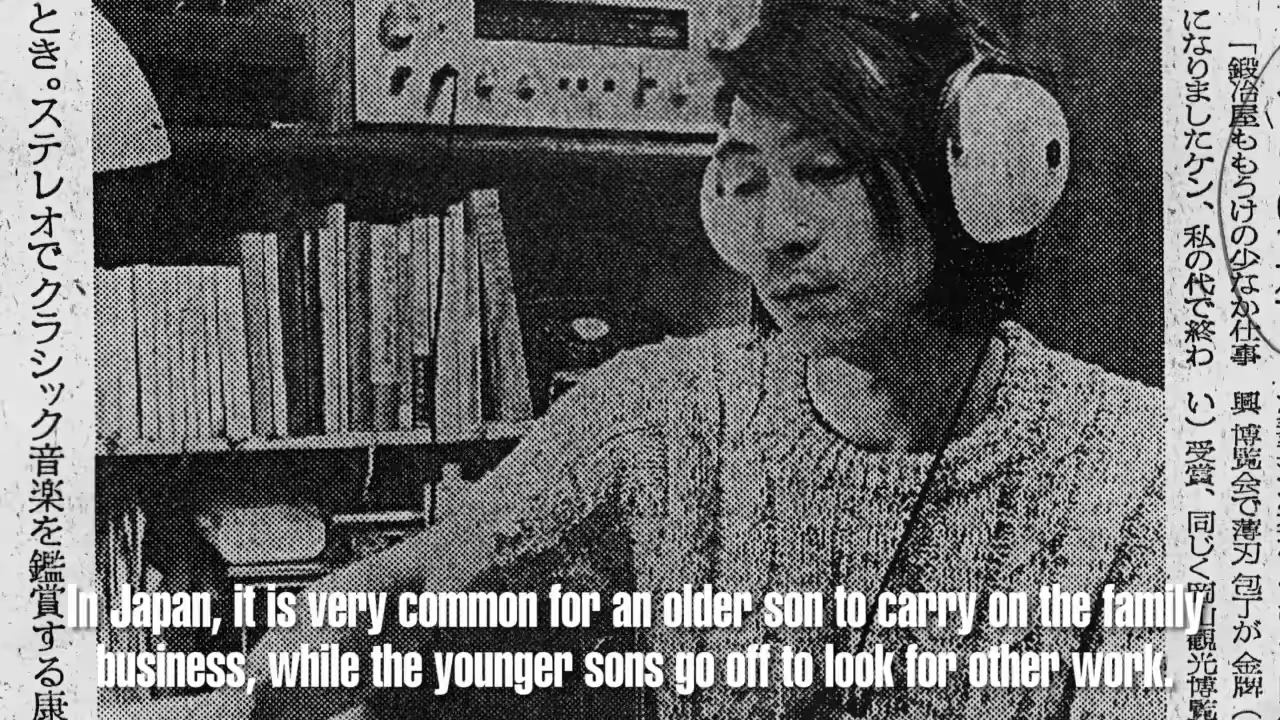 「鍛冶屋ももうけの少なか仕事
になりましたケン、私の代で終わ
興博覧会で薄刃包丁が金牌(
い)受賞、同じく岡山観光博覧
とき。ステレオでクラシック音楽を鑑賞する康
In Japan, it is very common for an older son to carry on the family
business, while the younger sons go off to look for other work.